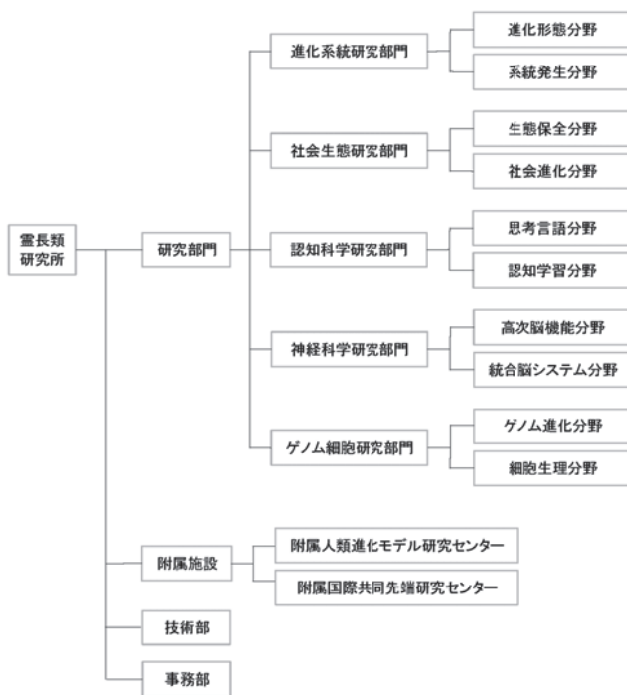 霊長類
研究所
研究部門
進化系統研究部門
進化形態分野
系統発生分野
社会生態研究部門
生態保全分野
社会進化分野
認知科学研究部門
思考言語分野
認知学習分野
神経科学研究部門
高次脳機能分野
統合脳システム分野
ゲノム細胞研究部門
ゲノム進化分野
細胞生理分野
附属施設
附属人類進化モデル研究センター
附属国際共同先端研究センター
技術部
事務部